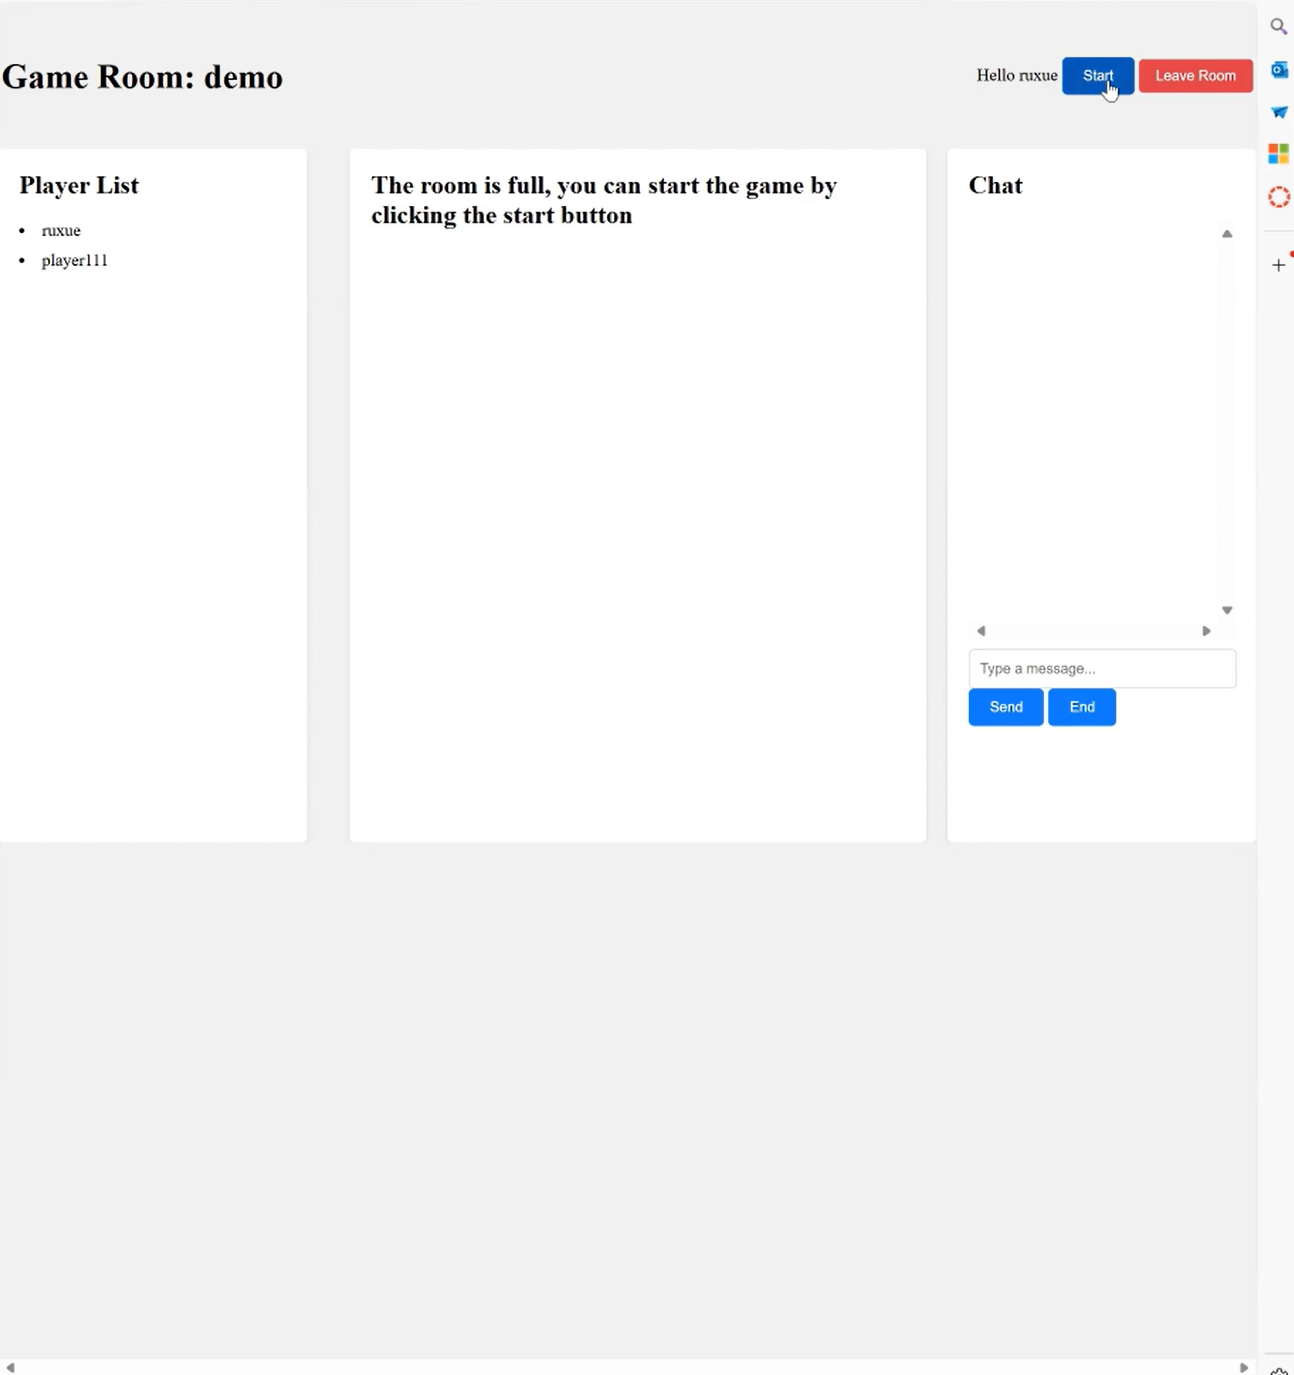 Game Room: demo
Hello ruxue
Start
Leave Room
Player List
• ruxue
• player111
The room is full, you can start the game by
clicking the start button
Chat
Type a message...
Send
End